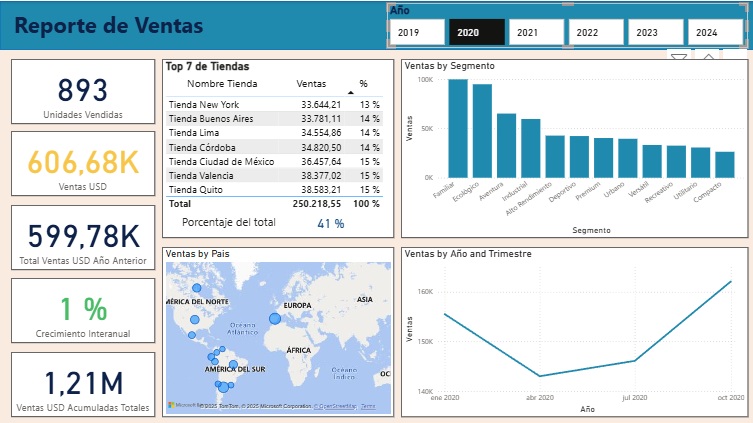 Reporte de Ventas
Año
2019 2020 2021 2022 2023 2024
893
Unidades Vendidas
606,68K
Ventas USD
599,78K
Total Ventas USD Año Anterior
1 %
Crecimiento Interanual
1,21M
Ventas USD Acumuladas Totales
Top 7 de Tiendas
Nombre Tienda Ventas %
Tienda New York 33.644,21 13 %
Tienda Buenos Aires 33.781,11 14 %
Tienda Lima 34.554,86 14 %
Tienda Córdoba 34.820,50 14 %
Tienda Ciudad de México 36.457,64 15 %
Tienda Valencia 38.377,02 15 %
Tienda Quito 38.583,21 15 %
Total 250.218,55 100 %
Porcentaje del total 41 %
Ventas by Segmento
Ventas
100K
50K
0K
Familiar Ecológico Aventura Industrial Alto Rendimiento Deportivo Premium Urbano Versátil Recreativo Utilitario Compacto
Segmento
Ventas by Pais
MÉRICA DEL NORTE
EUROPA
ASIA
Océano
Atlántico
ÁFRICA
AMÉRICA DEL SUR
Océano
Índico
OC
© 2025 TomTom, © 2025 Microsoft Corporation, © OpenStreetMap Terms
Ventas by Año and Trimestre
Ventas
160K
150K
140K
ene 2020 abr 2020 jul 2020 oct 2020
Año